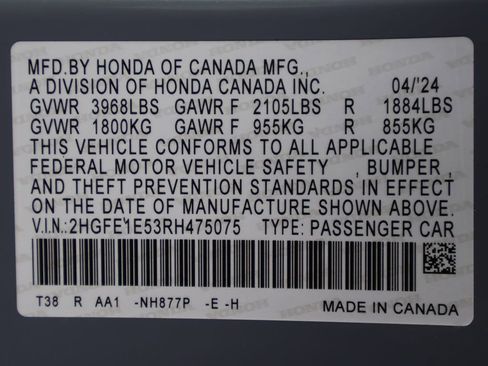 MFD.BY HONDA OF CANADA MFG.,
A DIVISION OF HONDA CANADA INC. 04/'24
GVWR 3968LBS GAWR F 2105LBS R 1884LBS
GVWR 1800KG GAWR F 955KG R 855KG
THIS VEHICLE CONFORMS TO ALL APPLICABLE
FEDERAL MOTOR VEHICLE SAFETY , BUMPER ,
AND THEFT PREVENTION STANDARDS IN EFFECT
ON THE DATE OF MANUFACTURE SHOWN ABOVE.
V.I.N.: 2HGFE1E53RH475075 TYPE: PASSENGER CAR
T38 R AA1 -NH877P -E -H MADE IN CANADA